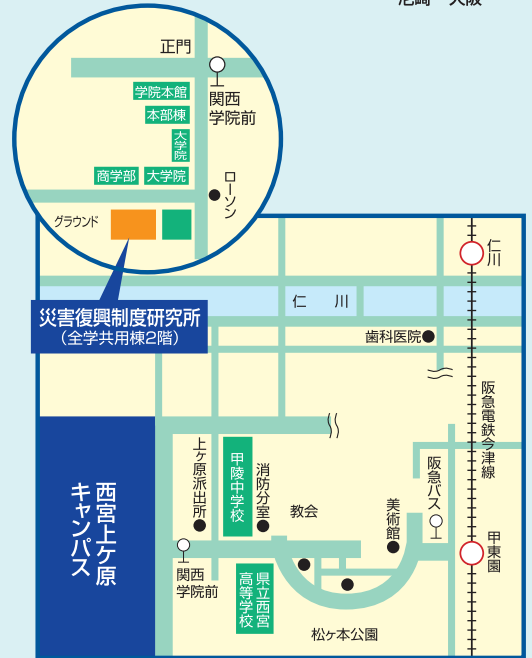 尼崎 大阪
正門
学院本館
本部棟
大学院
商学部
大学院
関西
学院前
ローソン
グラウンド
災害復興制度研究所
(全学共用棟2階)
仁川
仁川
歯科医院
阪急電鉄今津線
西宮上ケ原
キャンパス
上ケ原派出所
甲陵中学校
消防分室
教会
美術館
阪急バス
甲東園
関西
学院前
県立西宮
高等学校
松ケ本公園